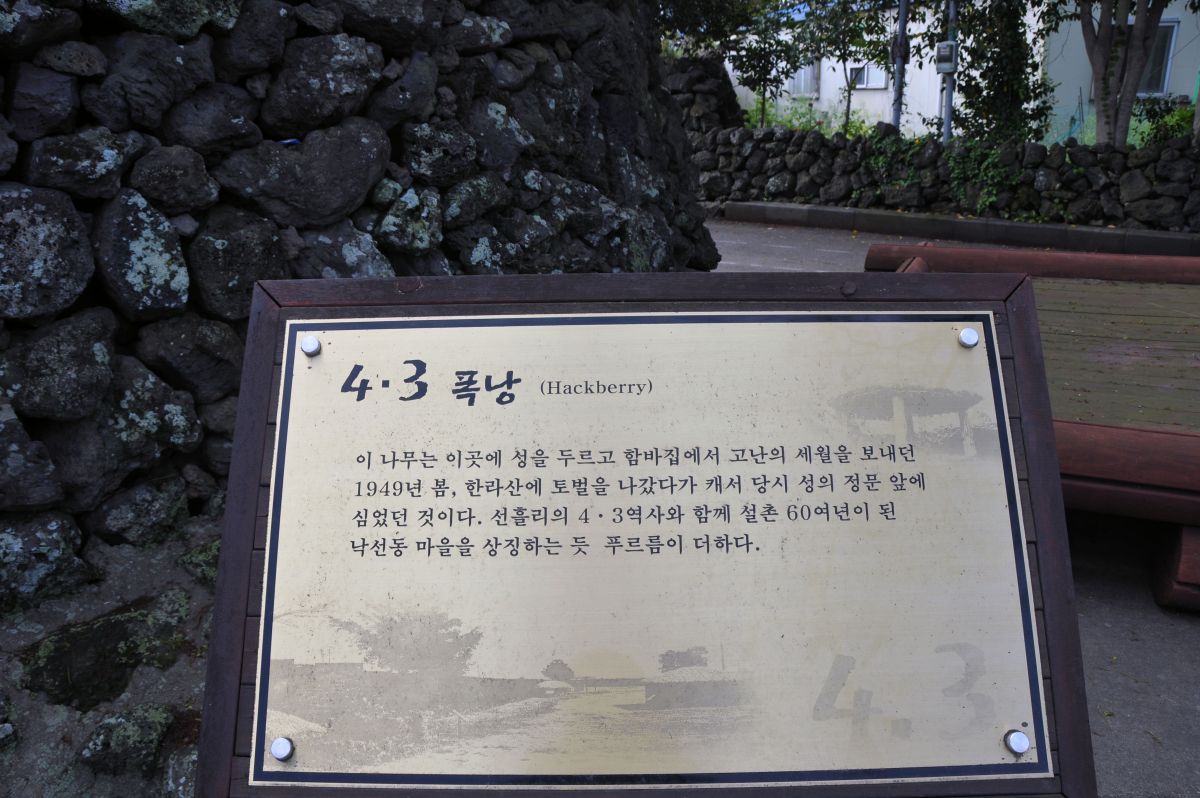 4·3 폭낭 (Hackberry)
이 나무는 이곳에 성을 두르고 함바집에서 고난의 세월을 보내던
1949년 봄, 한라산에 토벌을 나갔다가 캐서 당시 성의 정문 앞에
심었던 것이다. 선흘리의 4·3역사와 함께 설촌 60여년이 된
낙선동 마을을 상징하는 듯 푸르름이 더하다.
4.3